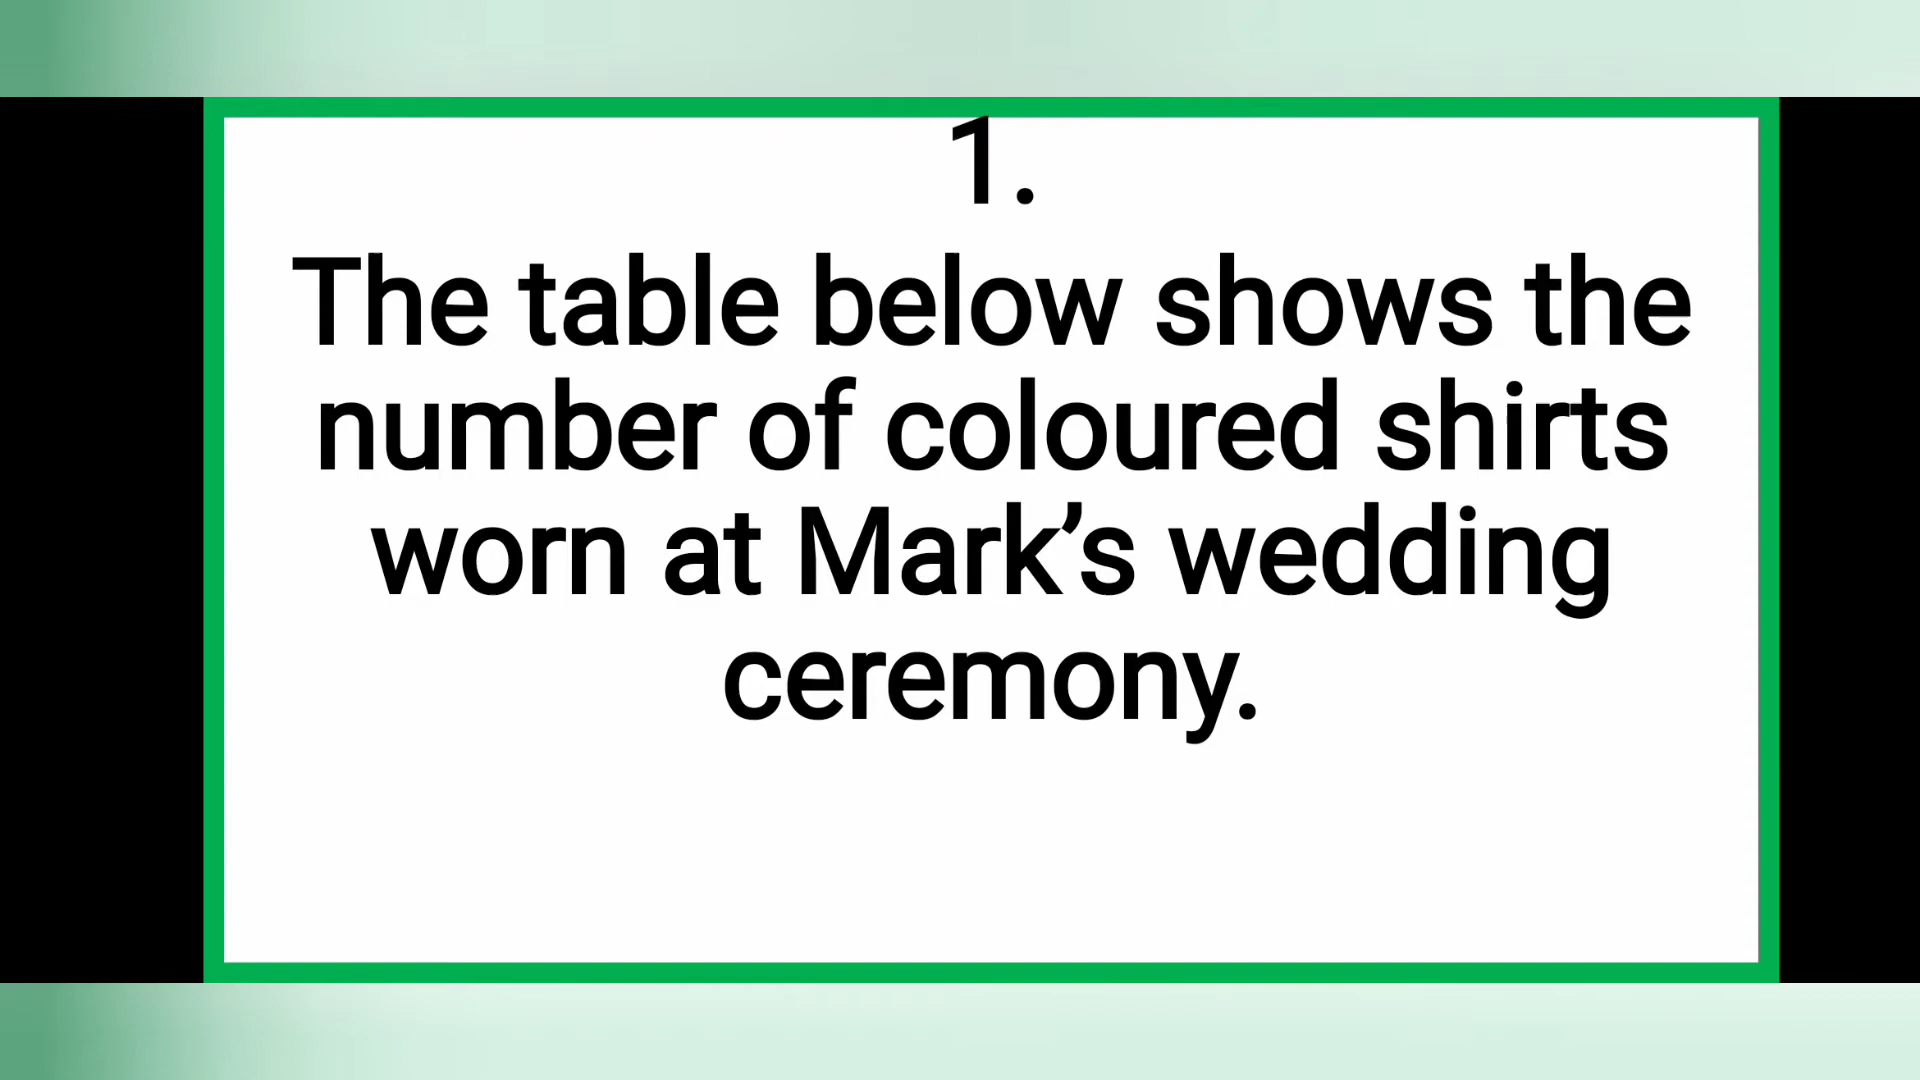 1.
The table below shows the
number of coloured shirts
worn at Mark’s wedding
ceremony.